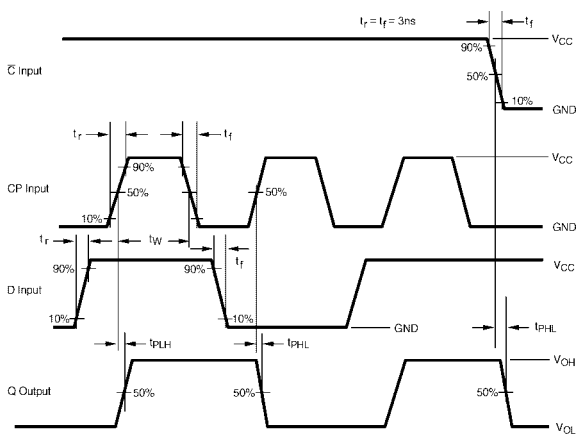 tr = tf = 3ns
tf
VCC
90%
C̅ Input
50%
10%
GND
tr
tf
VCC
90%
CP Input
50%
50%
10%
GND
tr
tW
tf
VCC
90%
90%
D Input
10%
10%
GND
tPLH
tPHL
tPHL
VOH
Q Output
50%
50%
50%
VOL